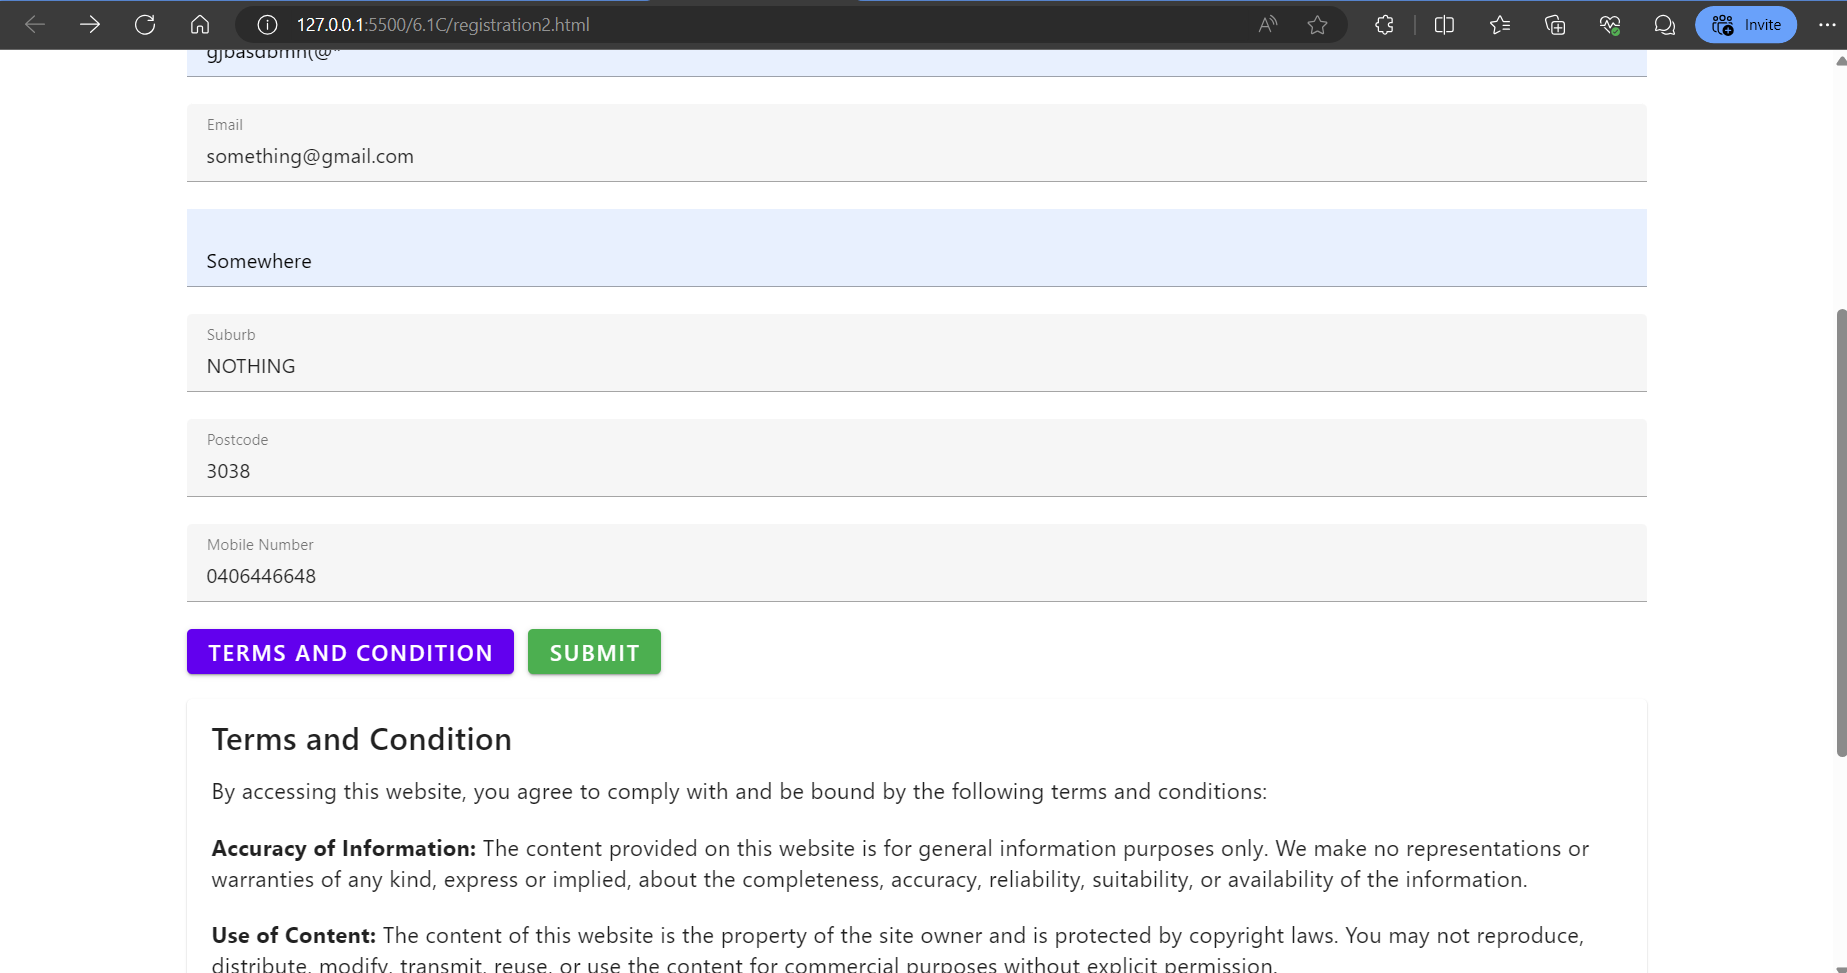 127.0.0.1:5500/6.1C/registration2.html
Invite
gjbasdbmn(@*
Email
something@gmail.com
Somewhere
Suburb
NOTHING
Postcode
3038
Mobile Number
0406446648
TERMS AND CONDITION SUBMIT
Terms and Condition
By accessing this website, you agree to comply with and be bound by the following terms and conditions:
Accuracy of Information: The content provided on this website is for general information purposes only. We make no representations or
warranties of any kind, express or implied, about the completeness, accuracy, reliability, suitability, or availability of the information.
Use of Content: The content of this website is the property of the site owner and is protected by copyright laws. You may not reproduce,
distribute, modify, transmit, reuse, or use the content for commercial purposes without explicit permission.